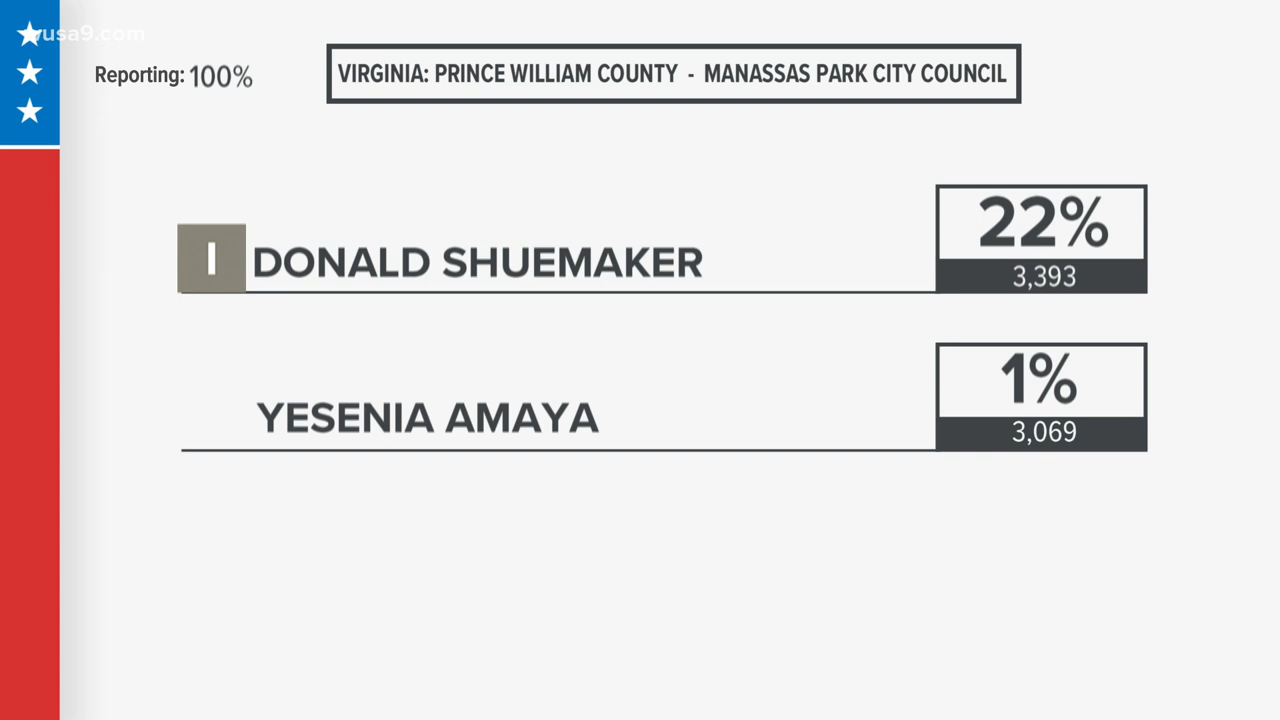 wusa9.com
Reporting: 100%
VIRGINIA: PRINCE WILLIAM COUNTY - MANASSAS PARK CITY COUNCIL
22%
I DONALD SHUEMAKER
3,393
1%
YESENIA AMAYA
3,069